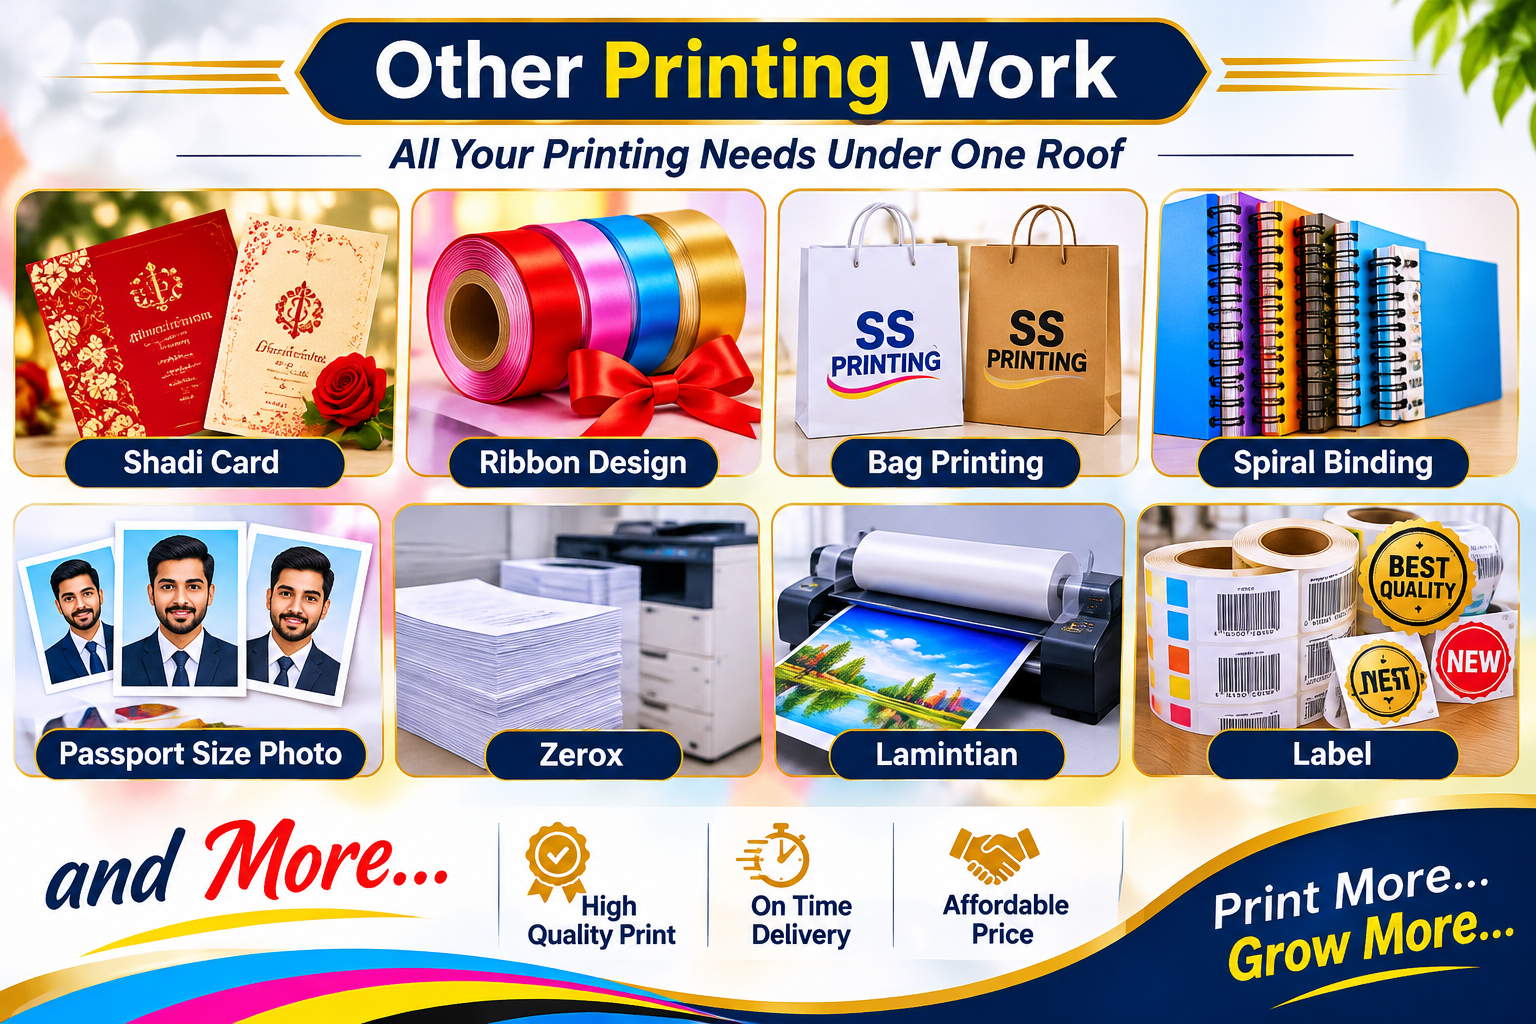 Other Printing Work
All Your Printing Needs Under One Roof
SS
PRINTING
SS
PRINTING
Shadi Card
Ribbon Design
Bag Printing
Spiral Binding
BEST
QUALITY
NEW
Passport Size Photo
Zerox
Lamintian
Label
and More...
High
Quality Print
On Time
Delivery
Affordable
Price
Print More...
Grow More...